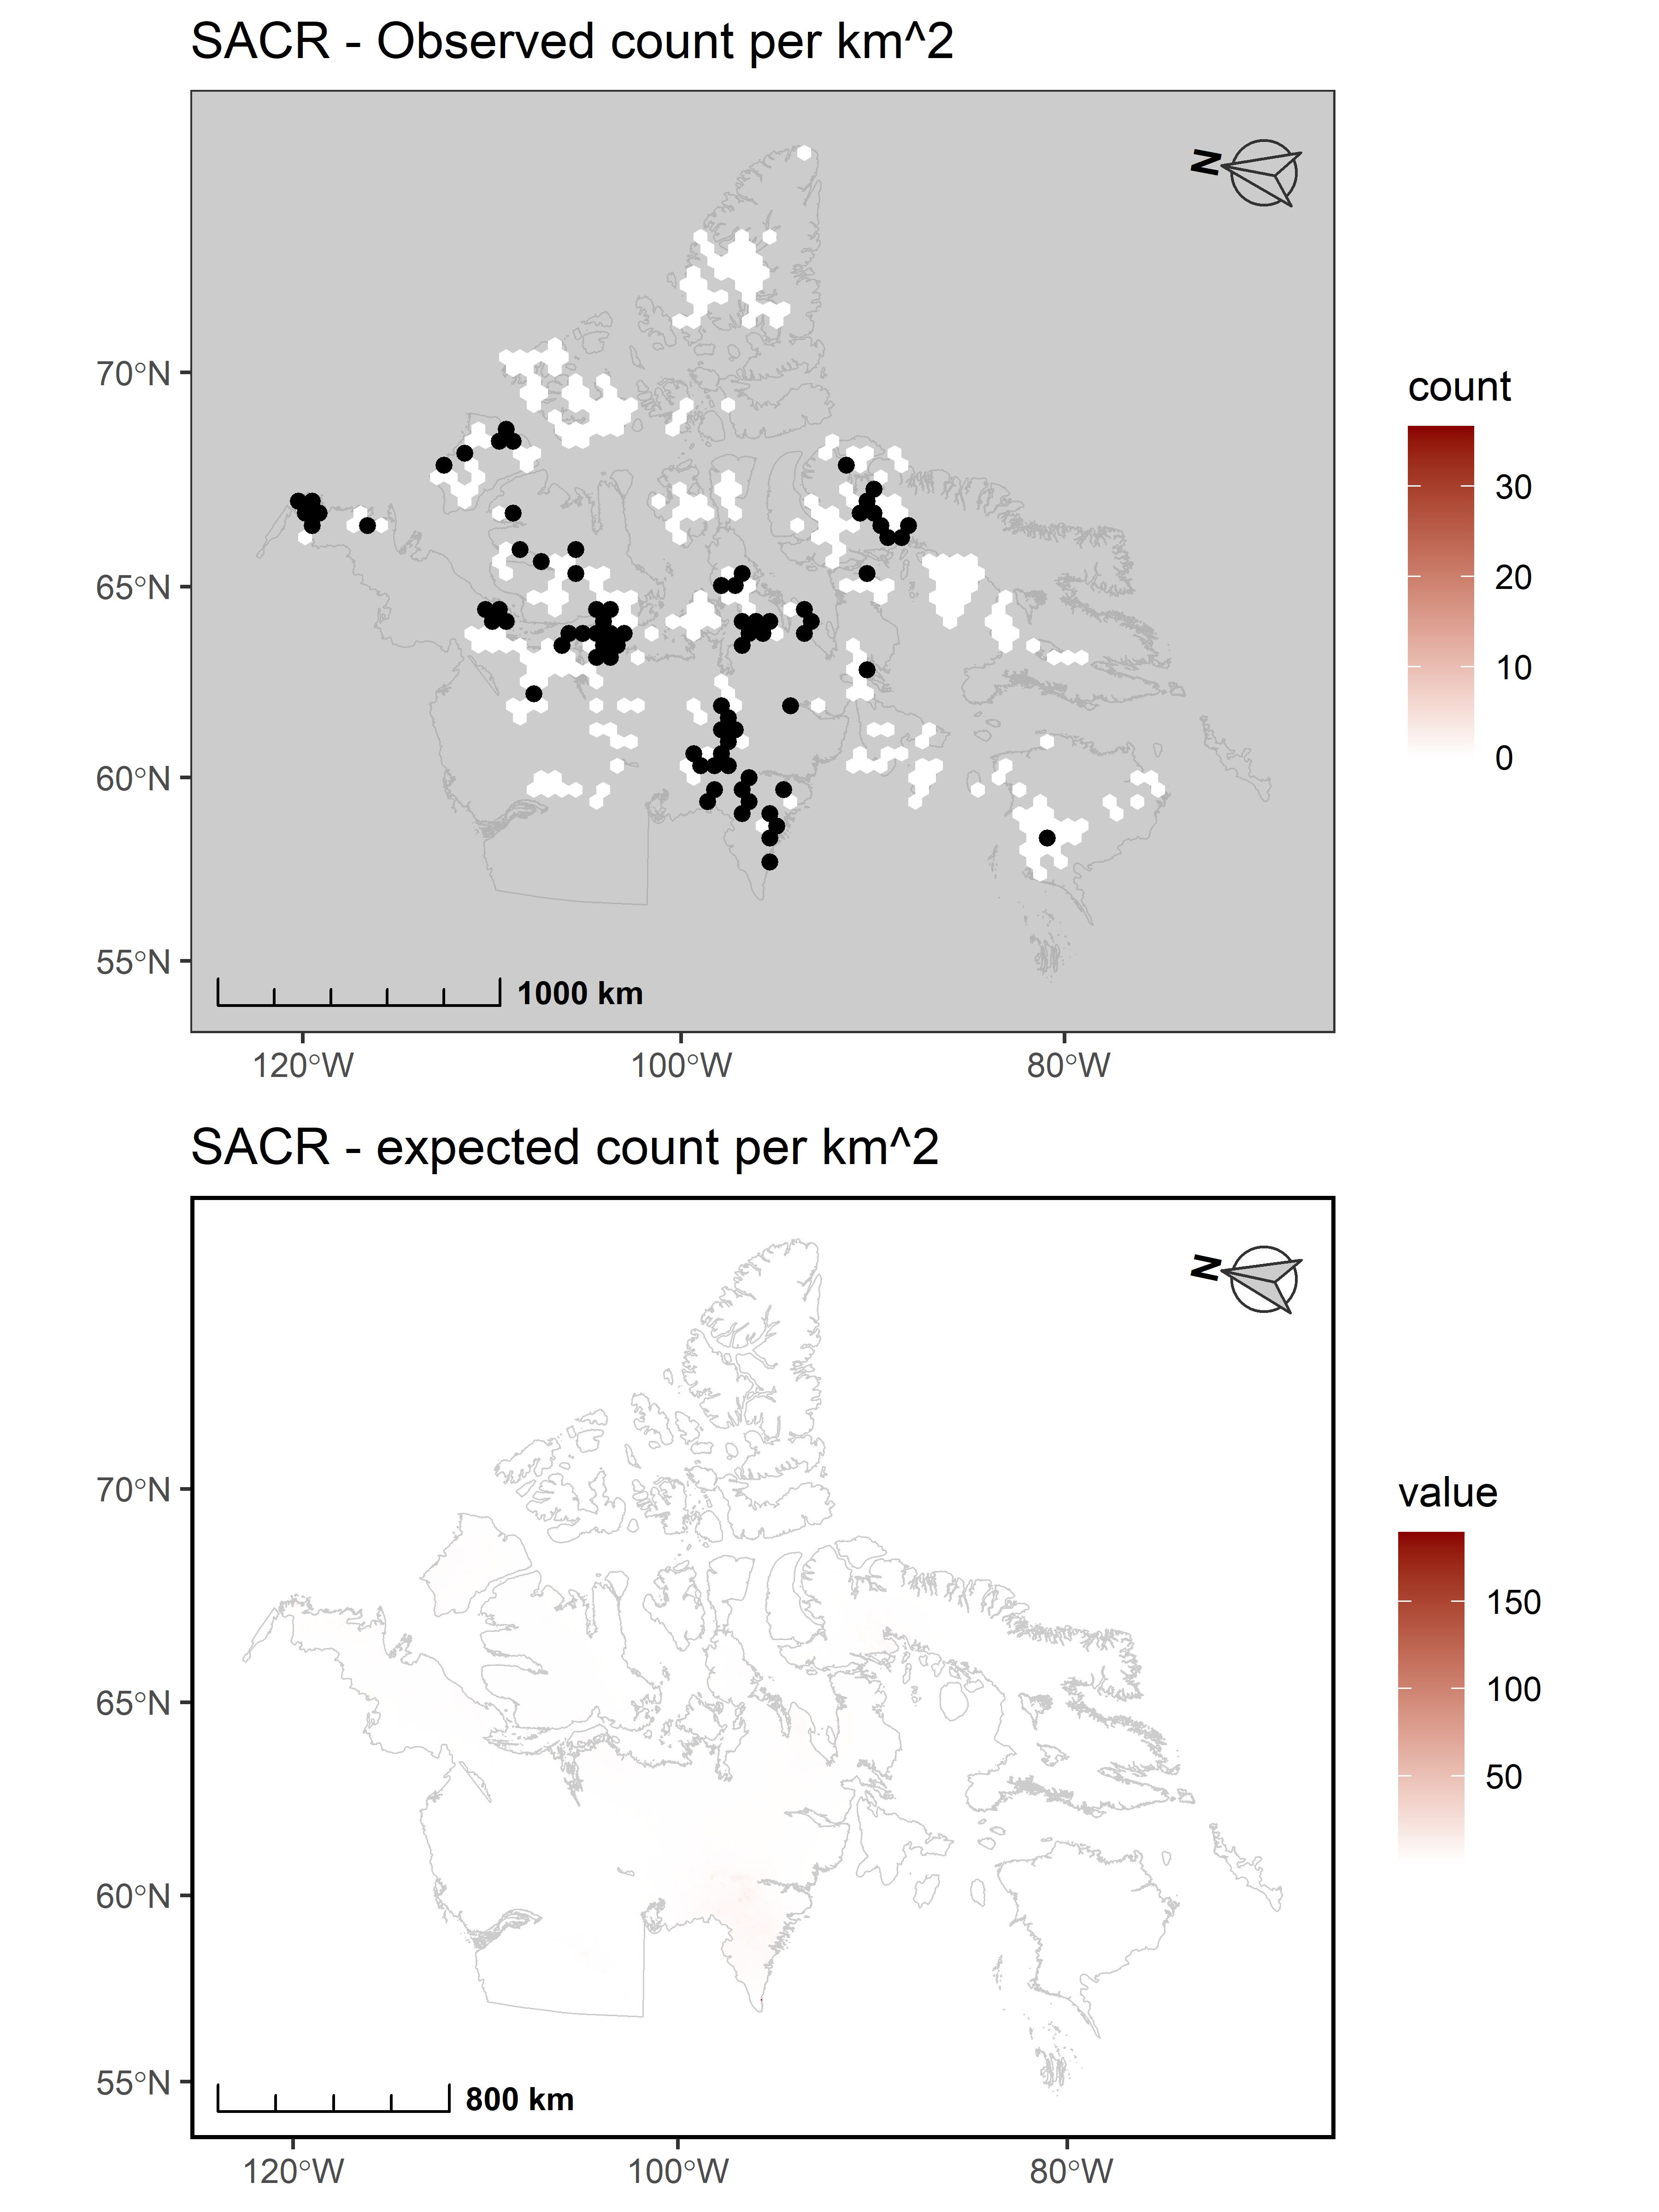 SACR - Observed count per km^2
N
70°N
65°N
60°N
55°N
1000 km
120°W
100°W
80°W
count
30
20
10
0
SACR - expected count per km^2
N
70°N
65°N
60°N
55°N
800 km
120°W
100°W
80°W
value
150
100
50